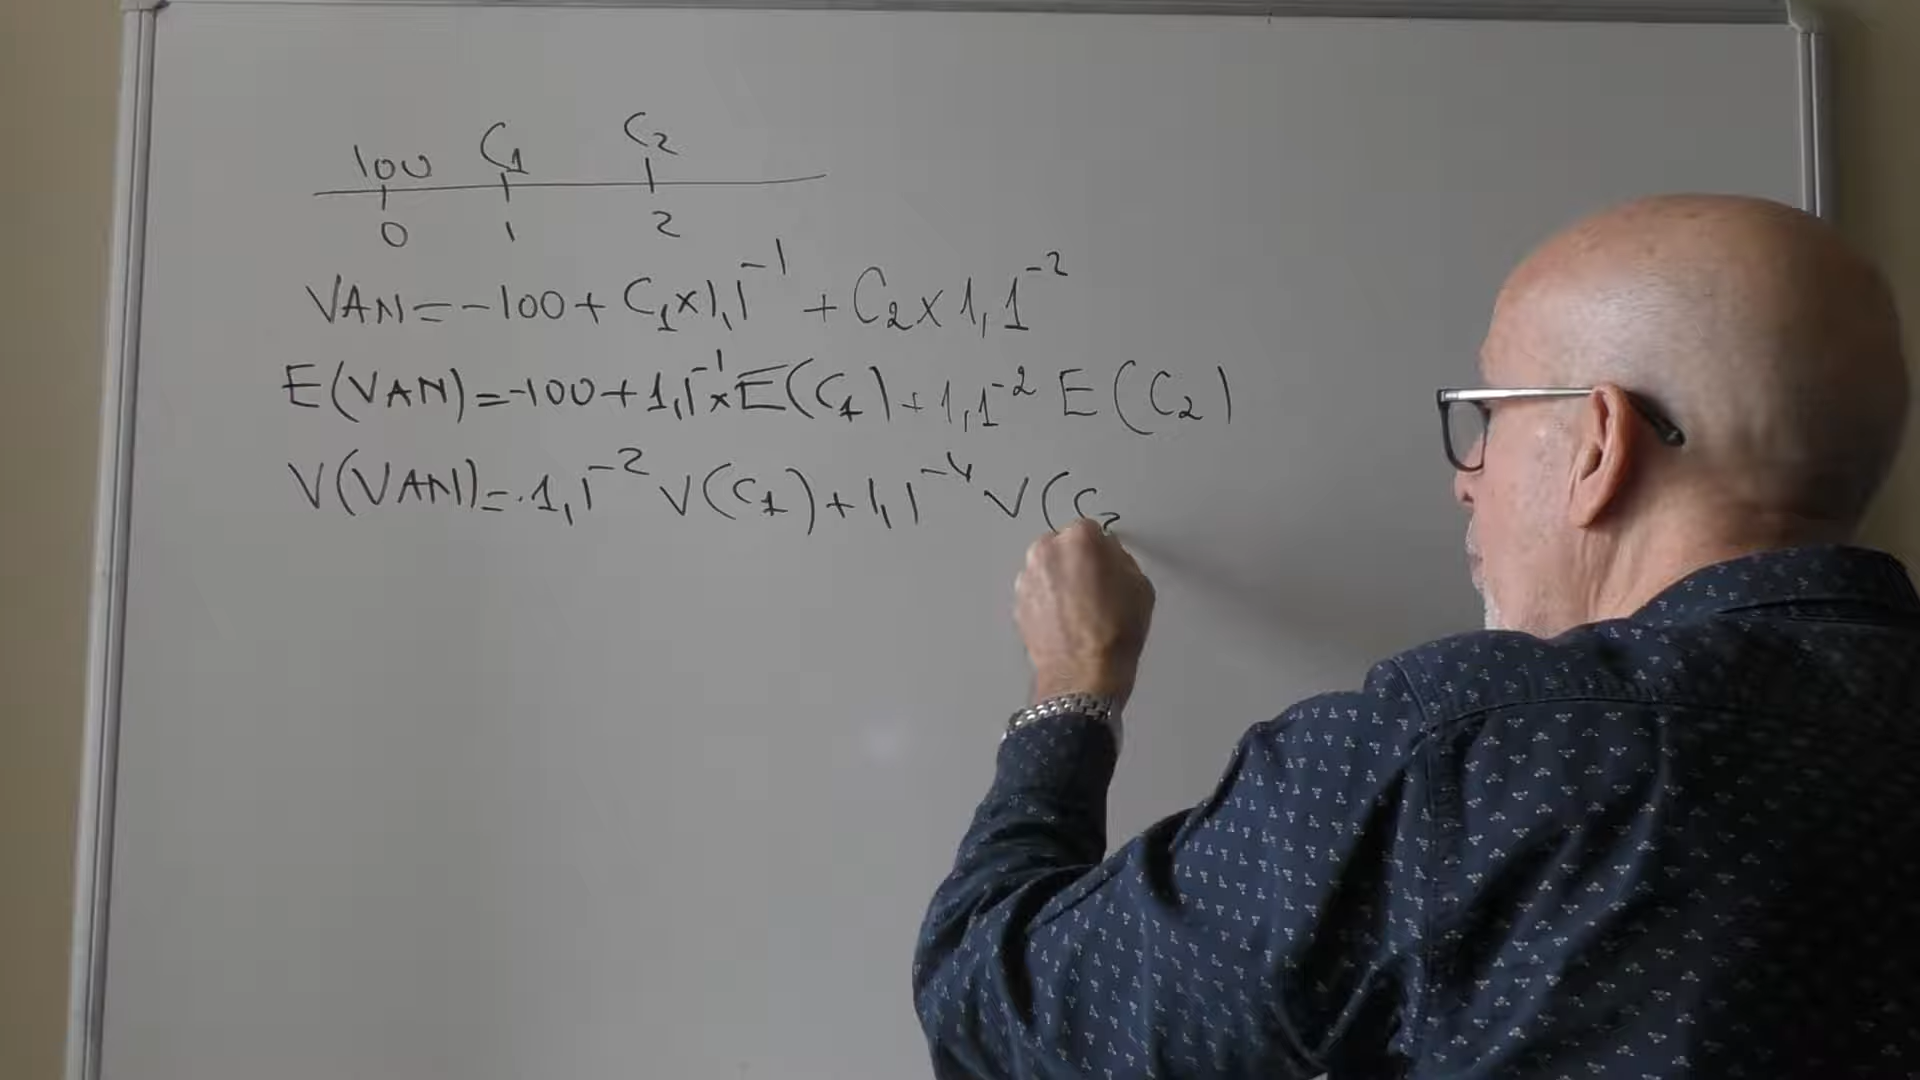 100 C₁ C₂
0 1 2
VAN = -100 + C₁ x 1,1⁻¹ + C₂ x 1,1⁻²
E(VAN) = -100 + 1,1⁻¹ x E(C₁) + 1,1⁻² E(C₂)
V(VAN) = 1,1⁻² V(C₁) + 1,1⁻⁴ V(C₂